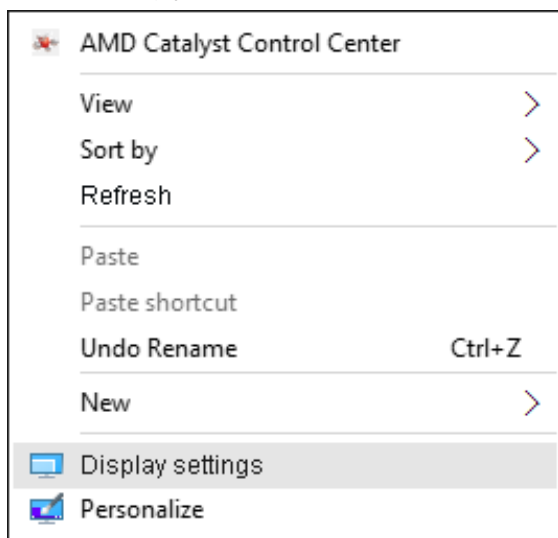 AMD Catalyst Control Center
View
Sort by
Refresh
Paste
Paste shortcut
Undo Rename Ctrl+Z
New
Display settings
Personalize